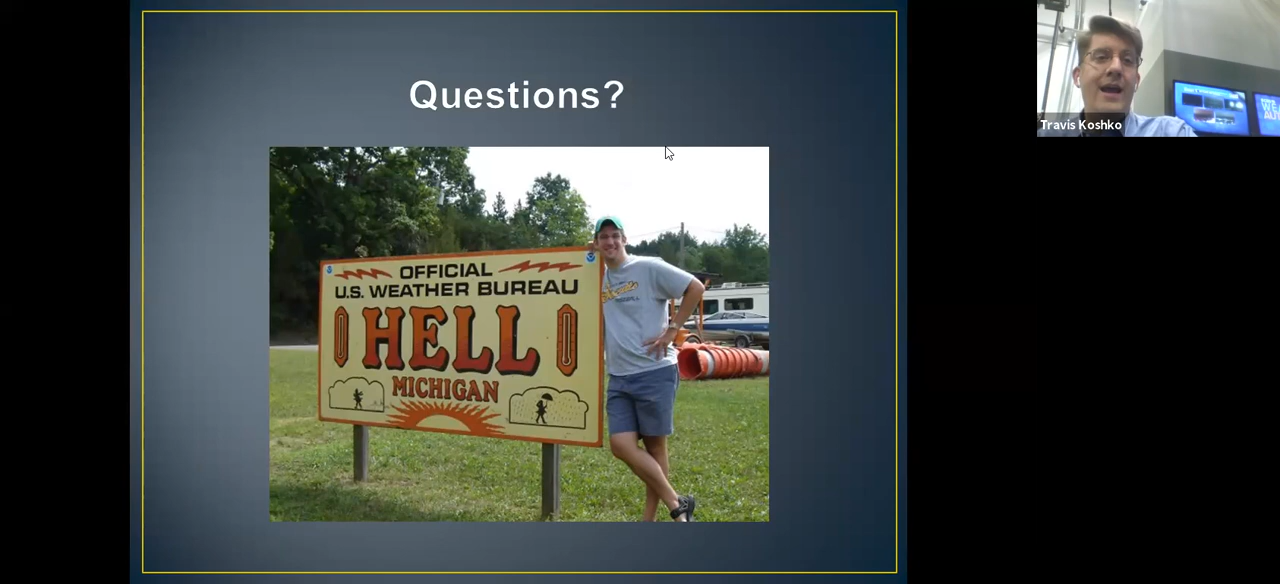 Questions?
OFFICIAL
U.S. WEATHER BUREAU
HELL
MICHIGAN
Travis Koshko